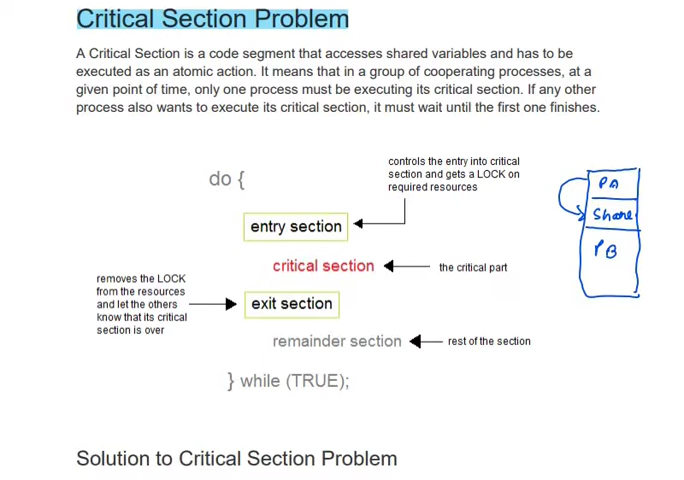 Critical Section Problem
A Critical Section is a code segment that accesses shared variables and has to be
executed as an atomic action. It means that in a group of cooperating processes, at a
given point of time, only one process must be executing its critical section. If any other
process also wants to execute its critical section, it must wait until the first one finishes.
controls the entry into critical
section and gets a LOCK on
required resources
do {
entry section
critical section
the critical part
removes the LOCK
from the resources
and let the others
know that its critical
section is over
exit section
remainder section
rest of the section
} while (TRUE);
PA
Share
PB
Solution to Critical Section Problem